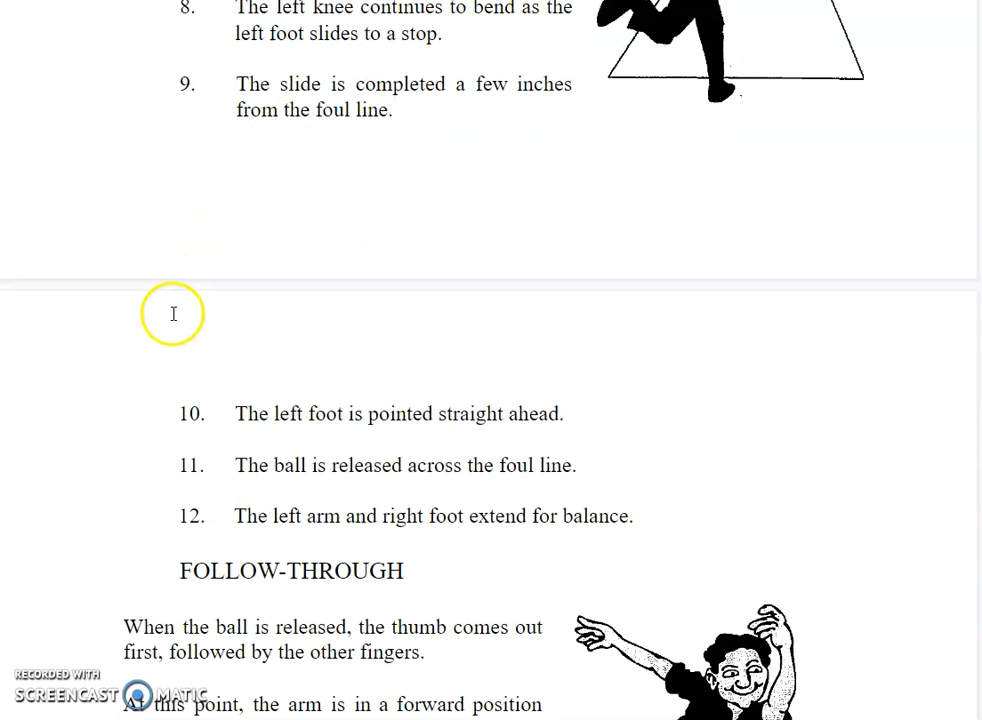 8. The left knee continues to bend as the
left foot slides to a stop.
9. The slide is completed a few inches
from the foul line.
10. The left foot is pointed straight ahead.
11. The ball is released across the foul line.
12. The left arm and right foot extend for balance.
FOLLOW-THROUGH
When the ball is released, the thumb comes out
first, followed by the other fingers.
At this point, the arm is in a forward position
RECORDED WITH
SCREENCAST MATIC